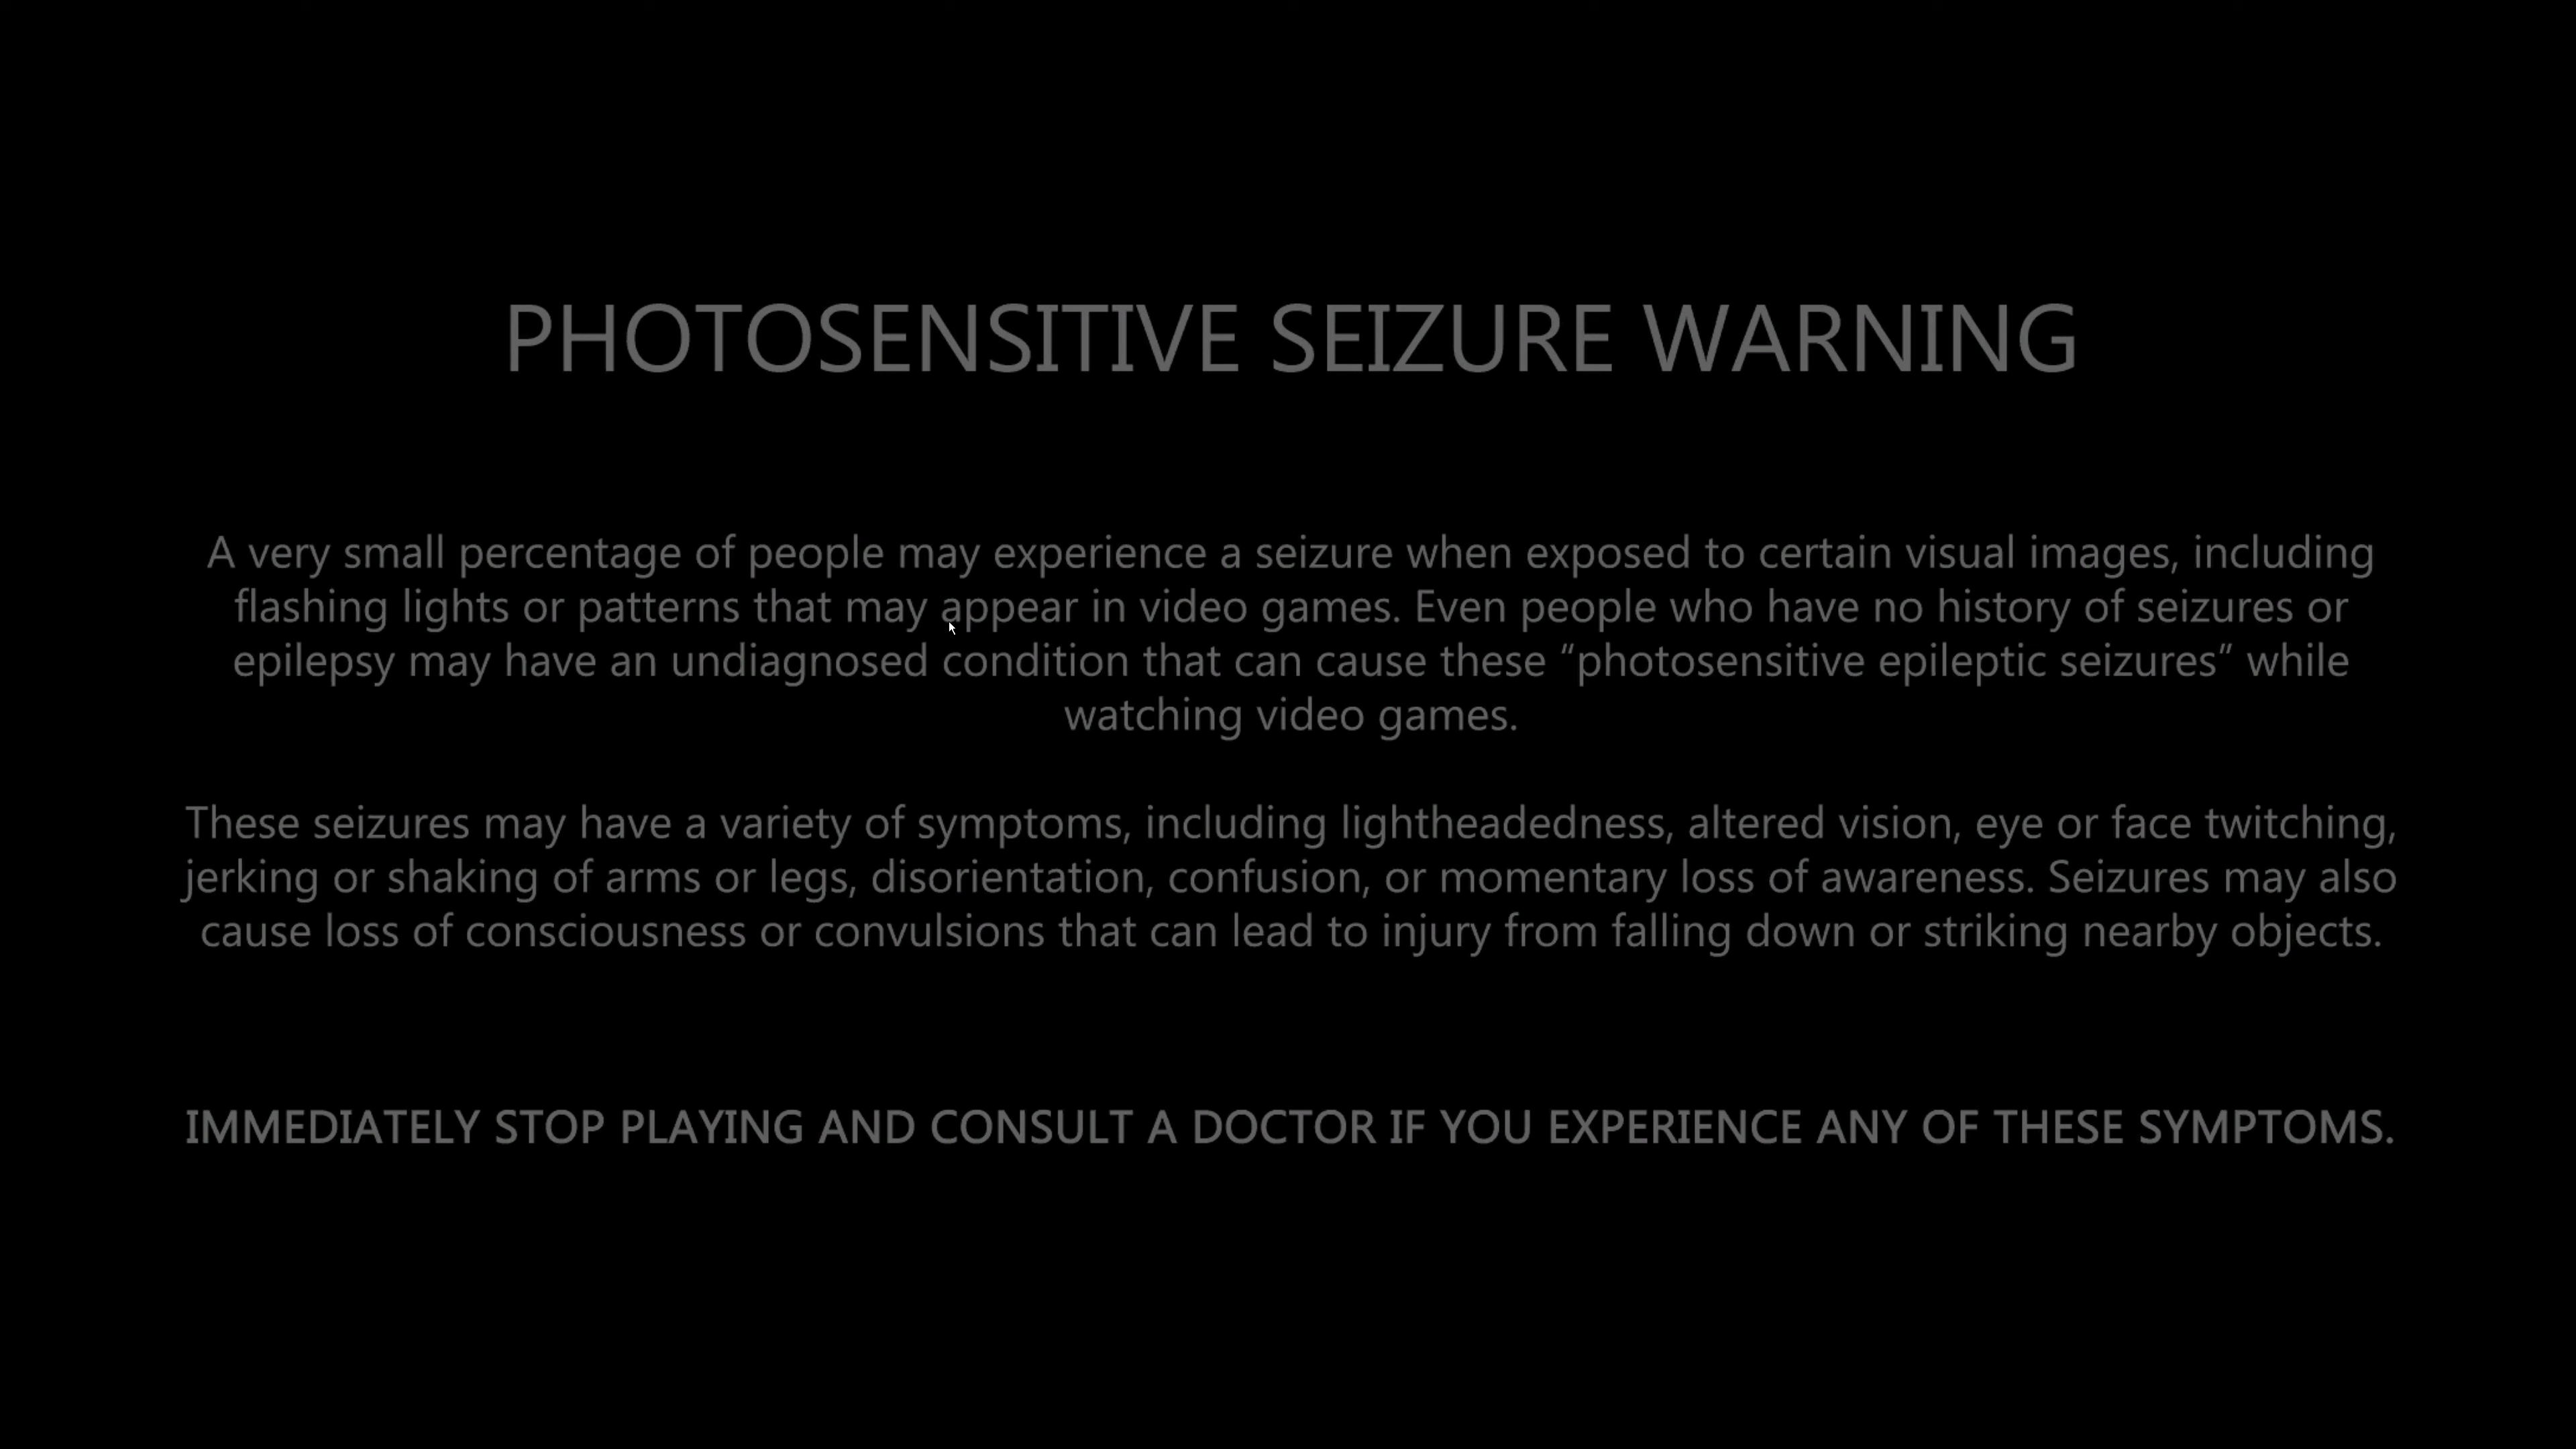 PHOTOSENSITIVE SEIZURE WARNING
A very small percentage of people may experience a seizure when exposed to certain visual images, including
flashing lights or patterns that may appear in video games. Even people who have no history of seizures or
epilepsy may have an undiagnosed condition that can cause these “photosensitive epileptic seizures” while
watching video games.
These seizures may have a variety of symptoms, including lightheadedness, altered vision, eye or face twitching,
jerking or shaking of arms or legs, disorientation, confusion, or momentary loss of awareness. Seizures may also
cause loss of consciousness or convulsions that can lead to injury from falling down or striking nearby objects.
IMMEDIATELY STOP PLAYING AND CONSULT A DOCTOR IF YOU EXPERIENCE ANY OF THESE SYMPTOMS.